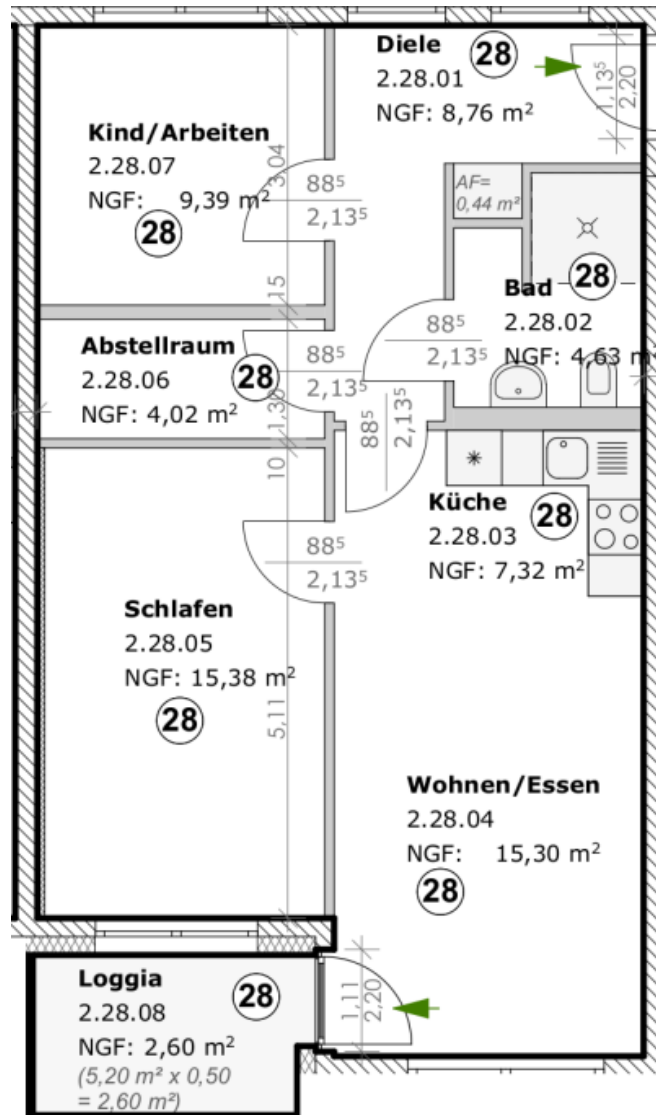 Diele
28
2.28.01
NGF: 8,76 m²
1,13⁵
2,20
Kind/Arbeiten
2.28.07
NGF: 9,39 m²
28
3,04
88⁵
2,13⁵
AF=
0,44 m²
28
Bad
2.28.02
NGF: 4,63 m²
88⁵
2,13⁵
15
Abstellraum
2.28.06
NGF: 4,02 m²
28
88⁵
2,13⁵
1,30
10
88⁵
2,13⁵
Küche
2.28.03
NGF: 7,32 m²
28
88⁵
2,13⁵
Schlafen
2.28.05
NGF: 15,38 m²
28
5,11
Wohnen/Essen
2.28.04
NGF: 15,30 m²
28
Loggia
2.28.08
NGF: 2,60 m²
(5,20 m² x 0,50
= 2,60 m²)
28
1,11
2,20